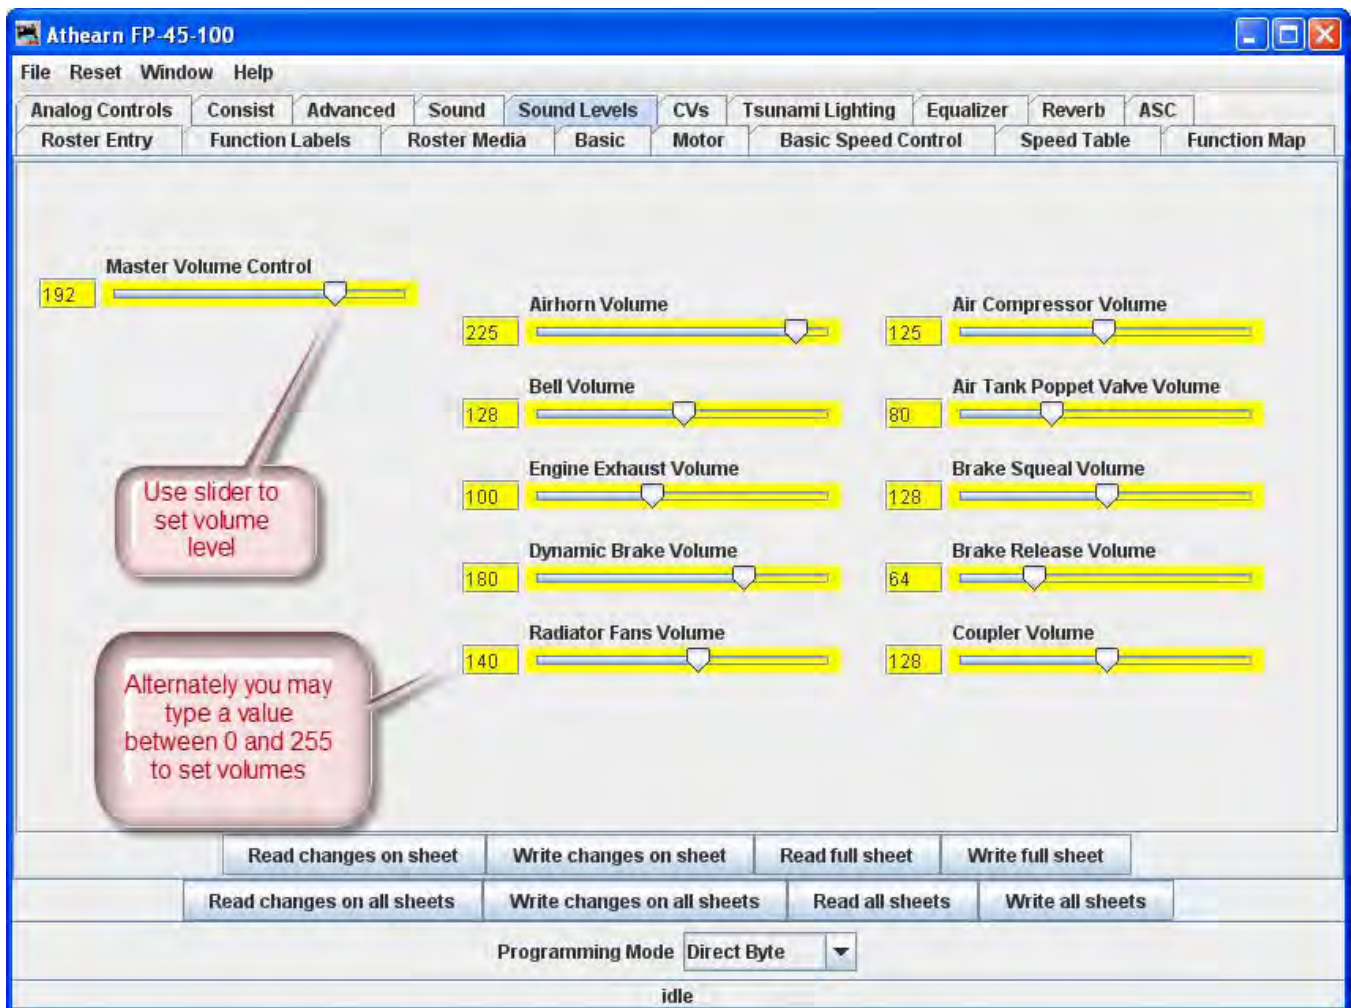 Athearn FP-45-100
File Reset Window Help
Analog Controls Consist Advanced Sound Sound Levels CVs Tsunami Lighting Equalizer Reverb ASC
Roster Entry Function Labels Roster Media Basic Motor Basic Speed Control Speed Table Function Map
Master Volume Control
192
Airhorn Volume
225
Bell Volume
128
Engine Exhaust Volume
100
Dynamic Brake Volume
180
Radiator Fans Volume
140
Air Compressor Volume
125
Air Tank Poppet Valve Volume
80
Brake Squeal Volume
128
Brake Release Volume
64
Coupler Volume
128
Use slider to
set volume
level
Alternately you may
type a value
between 0 and 255
to set volumes
Read changes on sheet Write changes on sheet Read full sheet Write full sheet
Read changes on all sheets Write changes on all sheets Read all sheets Write all sheets
Programming Mode Direct Byte
idle